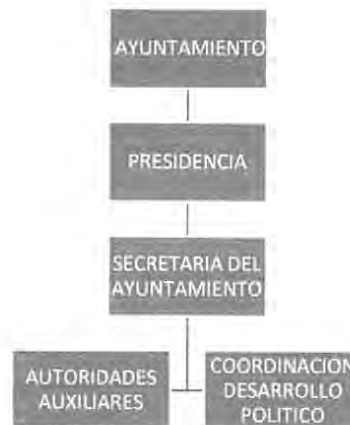 AYUNTAMIENTO
PRESIDENCIA
SECRETARIA DEL
AYUNTAMIENTO
AUTORIDADES
AUXILIARES
COORDINACION
DESARROLLO
POLITICO